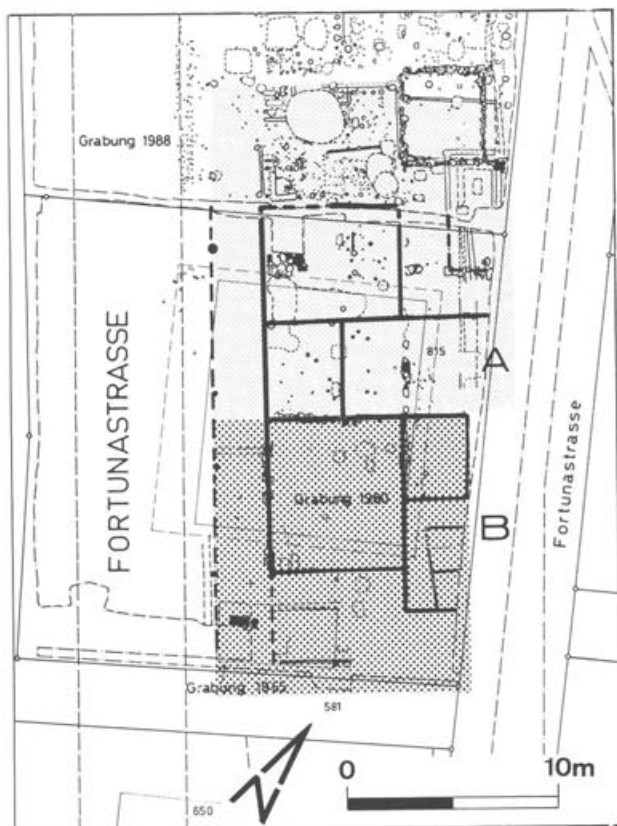 Grabung 1988
FORTUNASTRASSE
815
A
Fortunastrasse
Grabung 1980
B
Grabung 1965
581
N
0 10m
650